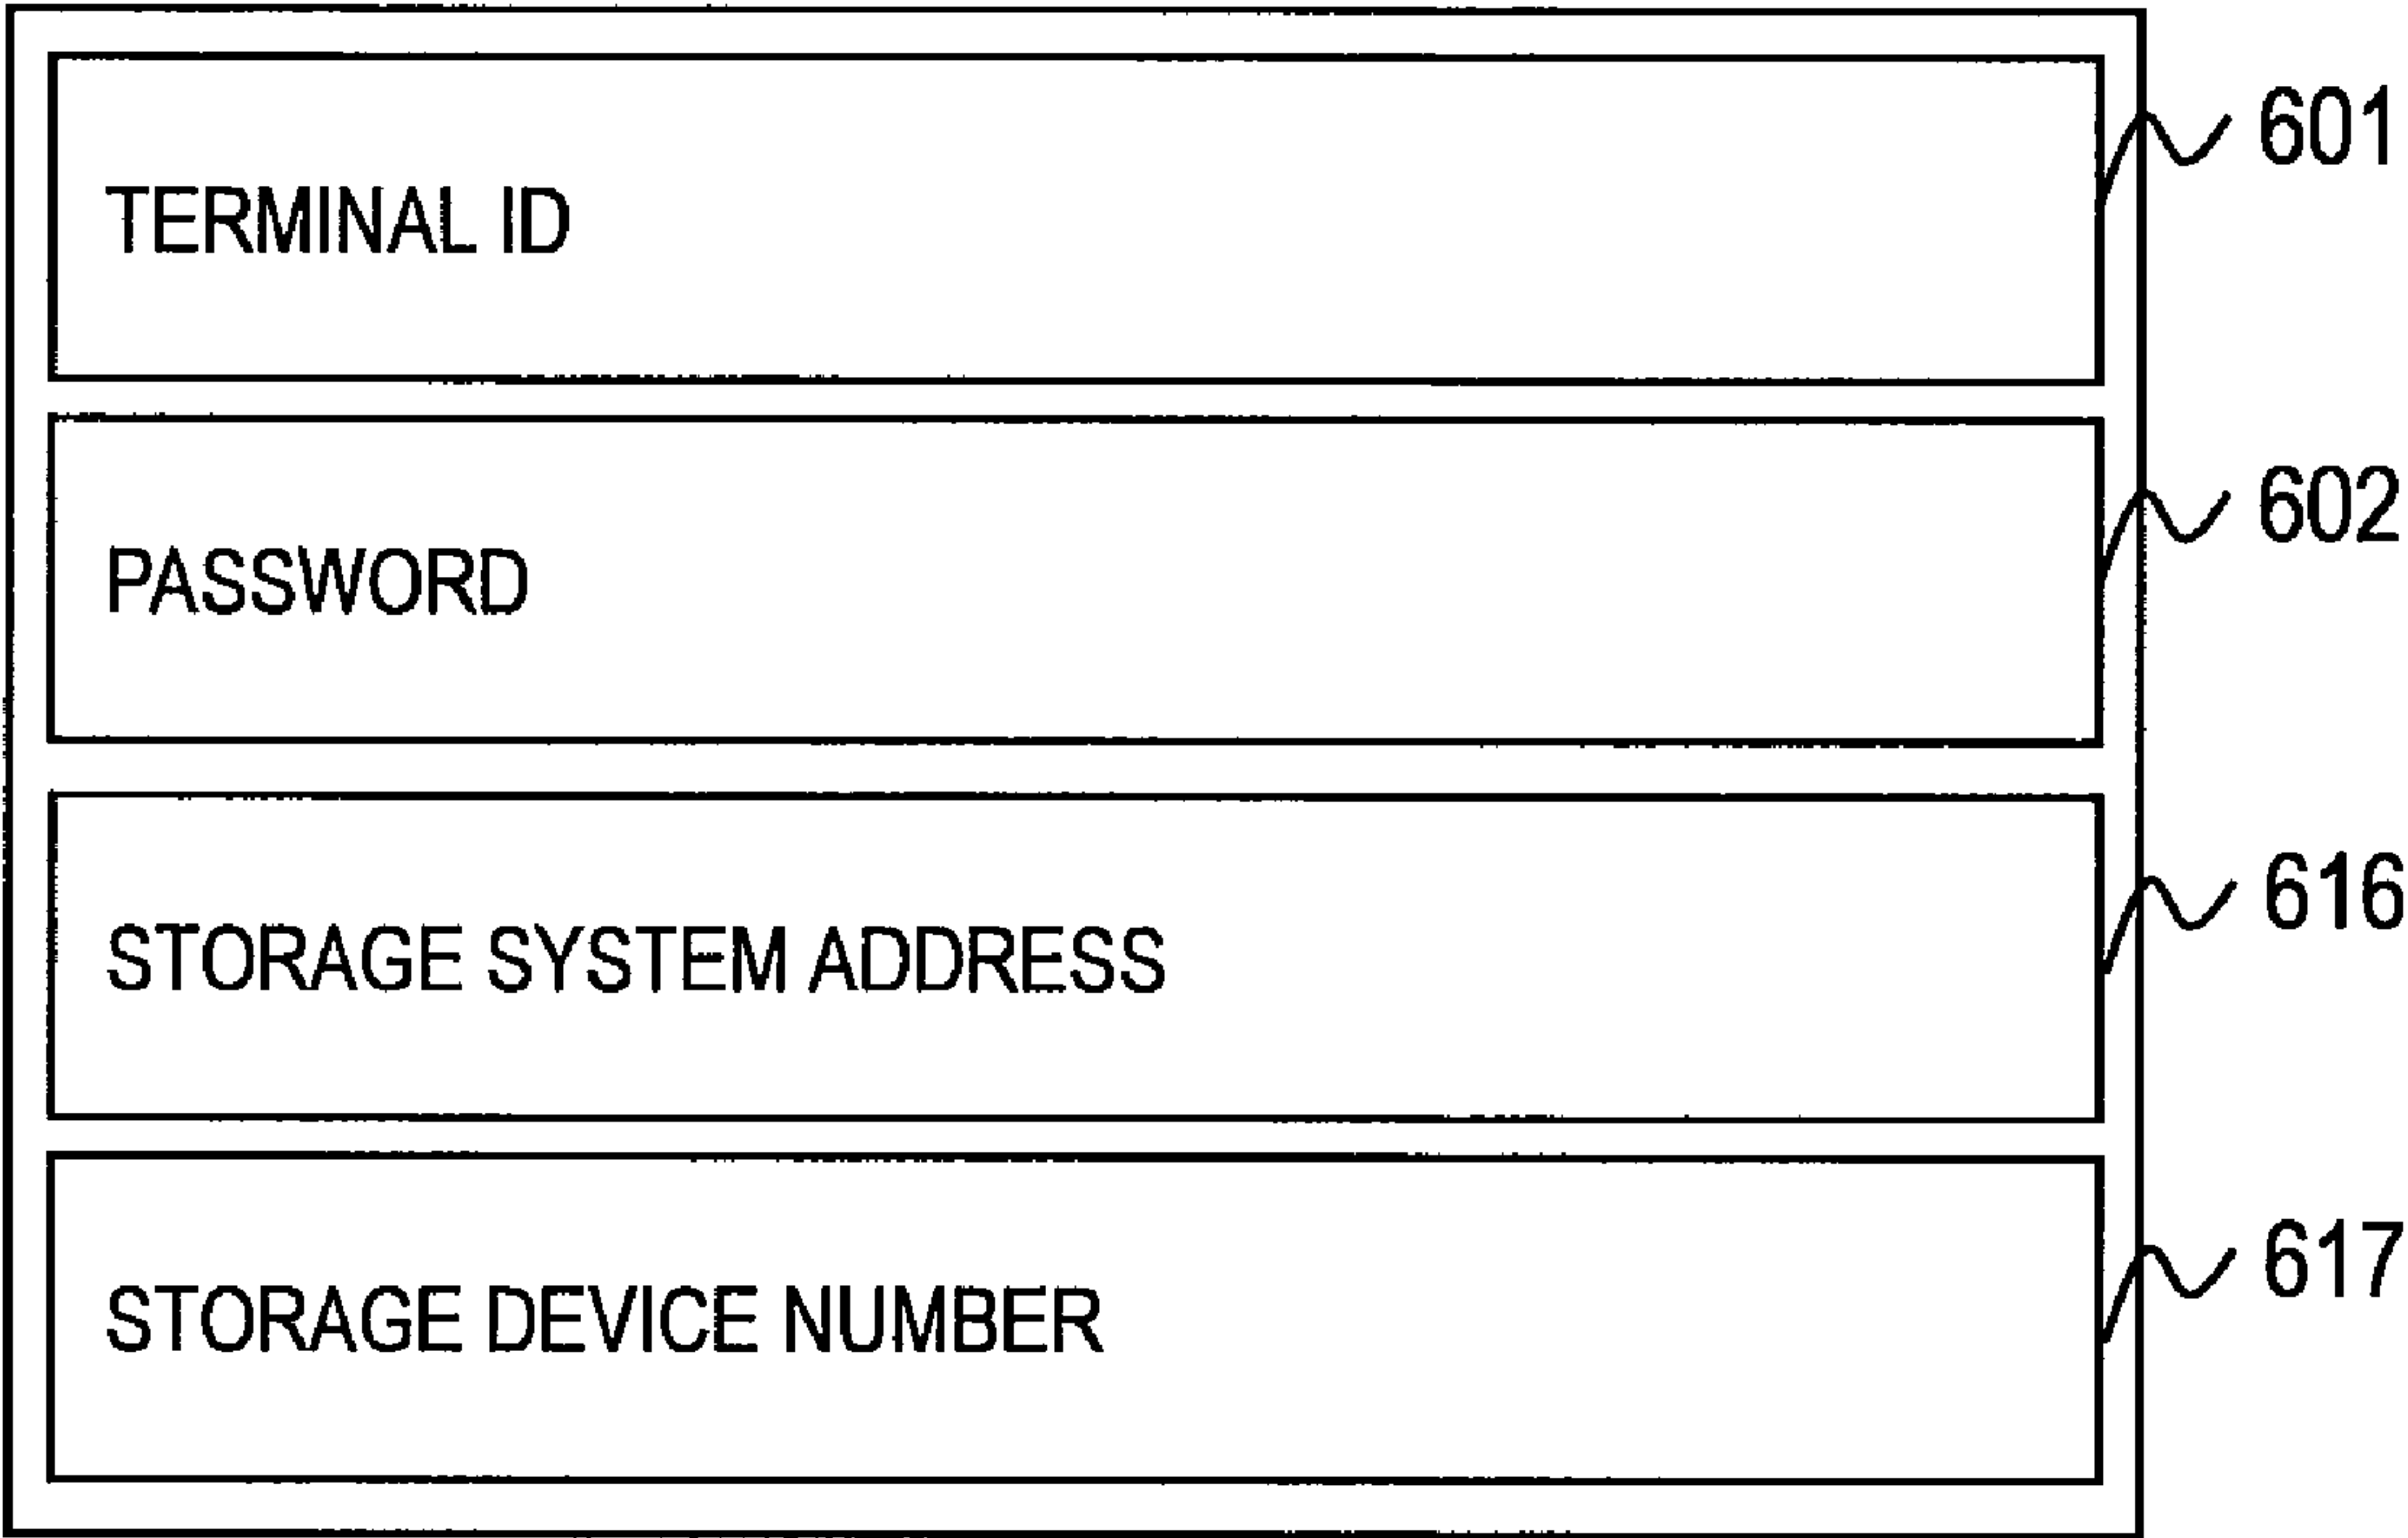 TERMINAL ID
601
PASSWORD
602
STORAGE SYSTEM ADDRESS
616
STORAGE DEVICE NUMBER
617